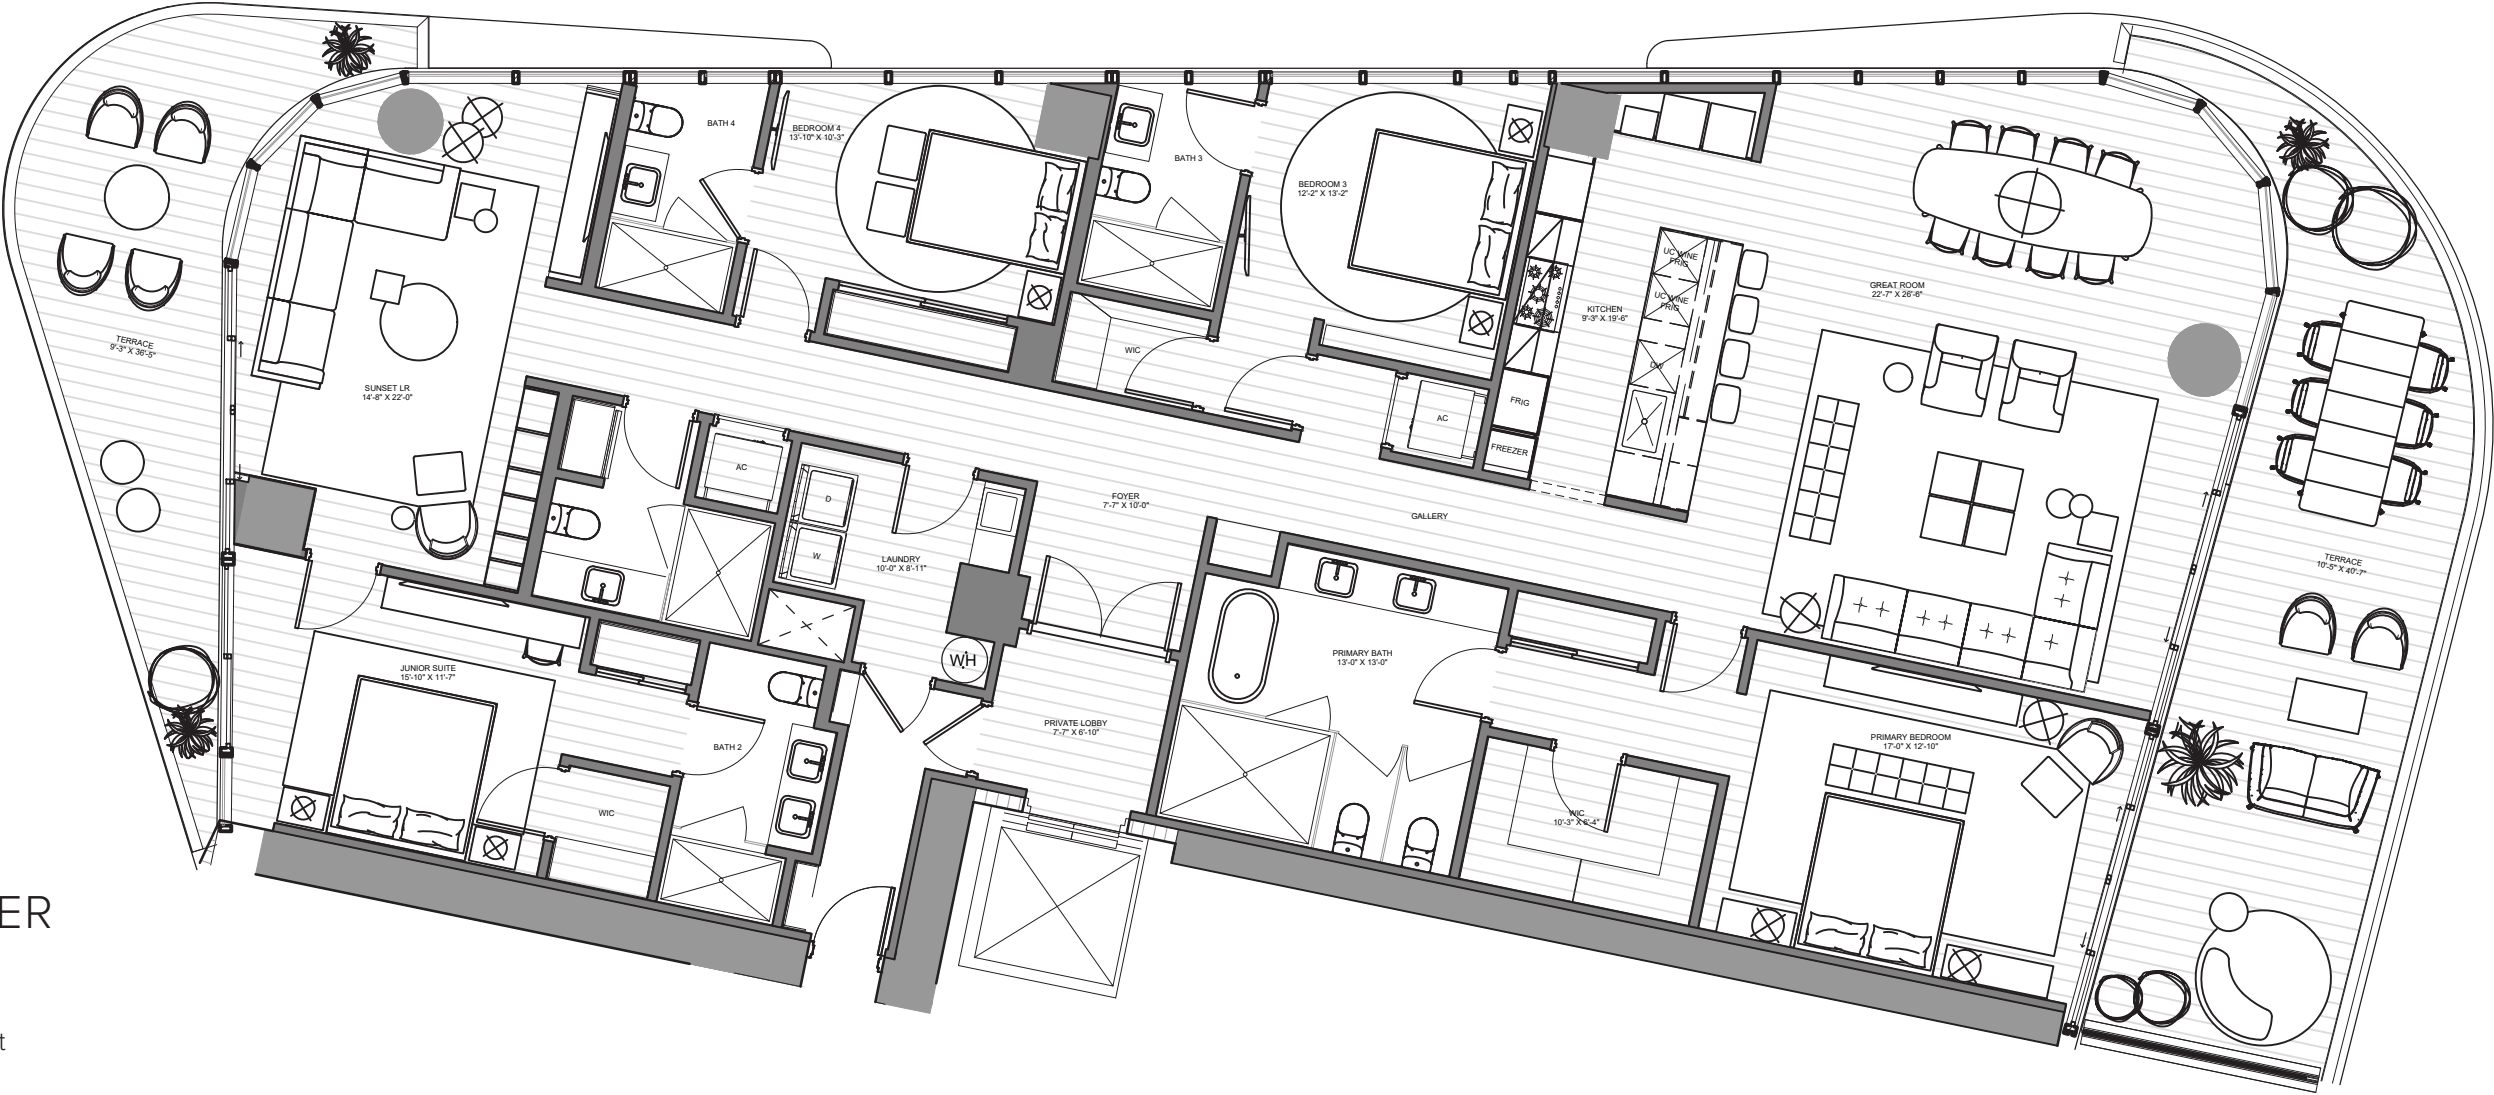 BATH 4
BEDROOM 4
13'-10" X 10'-3"
BATH 3
BEDROOM 3
12'-2" X 13'-2"
UC WINE
FRIG
UC WINE
FRIG
DW
KITCHEN
9'-3" X 19'-6"
GREAT ROOM
22'-7" X 26'-6"
TERRACE
9'-3" X 36'-5"
SUNSET LR
14'-8" X 22'-0"
WIC
FRIG
AC
FREEZER
AC
D
W
LAUNDRY
10'-0" X 8'-11"
FOYER
7'-7" X 10'-0"
GALLERY
TERRACE
10'-5" X 40'-7"
JUNIOR SUITE
15'-10" X 11'-7"
WH
PRIMARY BATH
13'-0" X 13'-0"
BATH 2
PRIVATE LOBBY
7'-7" X 6'-10"
PRIMARY BEDROOM
17'-0" X 12'-10"
WIC
WIC
10'-3" X 6'-4"
ER
t